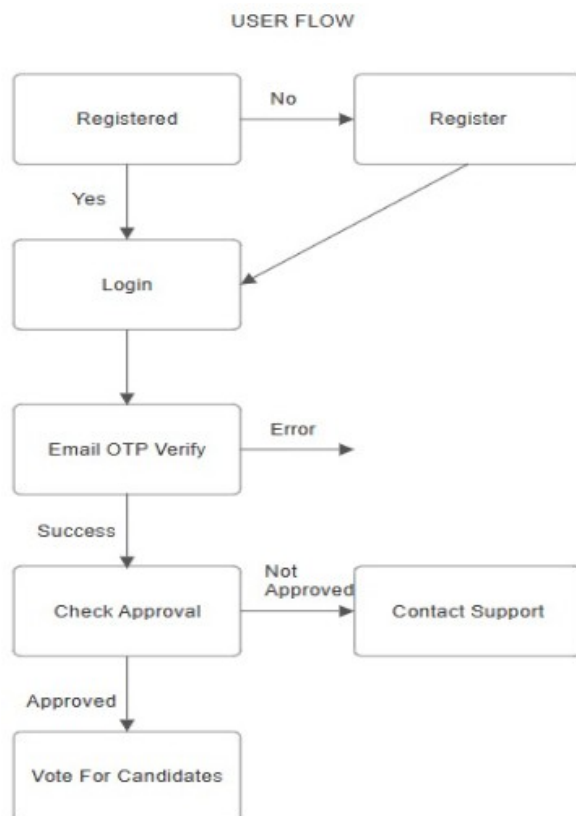 USER FLOW
Registered
No
Register
Yes
Login
Email OTP Verify
Error
Success
Check Approval
Not
Approved
Contact Support
Approved
Vote For Candidates